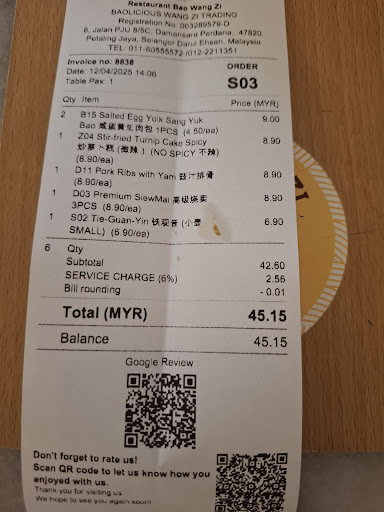 Restaurant Bao Wang Zi
BAOLICIOUS WANG ZI TRADING
Registration No. 003289579-D
8, Jalan PJU 8/5C, Damansara Perdana, 47820
Petaling Jaya, Selangor Darul Ehsan, Malaysia
TEL: 011-60555572 /012-2211351
Invoice no: 8838
Date: 12/04/2025 14:06
Table Pax: 1
ORDER
S03
Qty Item Price (MYR)
2 B15 Salted Egg Yolk Sang Yuk 9.00
Bao 咸蛋黄生肉包 1PCS (4.50/ea)
1 Z04 Stir-fried Turnip Cake Spicy 8.90
炒萝卜糕 (微辣) (NO SPICY 不辣)
(8.90/ea)
1 D11 Pork Ribs with Yam 豉汁排骨 8.90
(8.90/ea)
1 D03 Premium SiewMai 高级烧卖 8.90
3PCS (8.90/ea)
1 S02 Tie-Guan-Yin 铁观音 (小壶 6.90
SMALL) (6.90/ea)
6 Qty
Subtotal 42.60
SERVICE CHARGE (6%) 2.56
Bill rounding - 0.01
Total (MYR) 45.15
Balance 45.15
Google Review
Don't forget to rate us!
Scan QR code to let us know how you
enjoyed with us.
Thank you for visiting us
We hope to see you again soon!